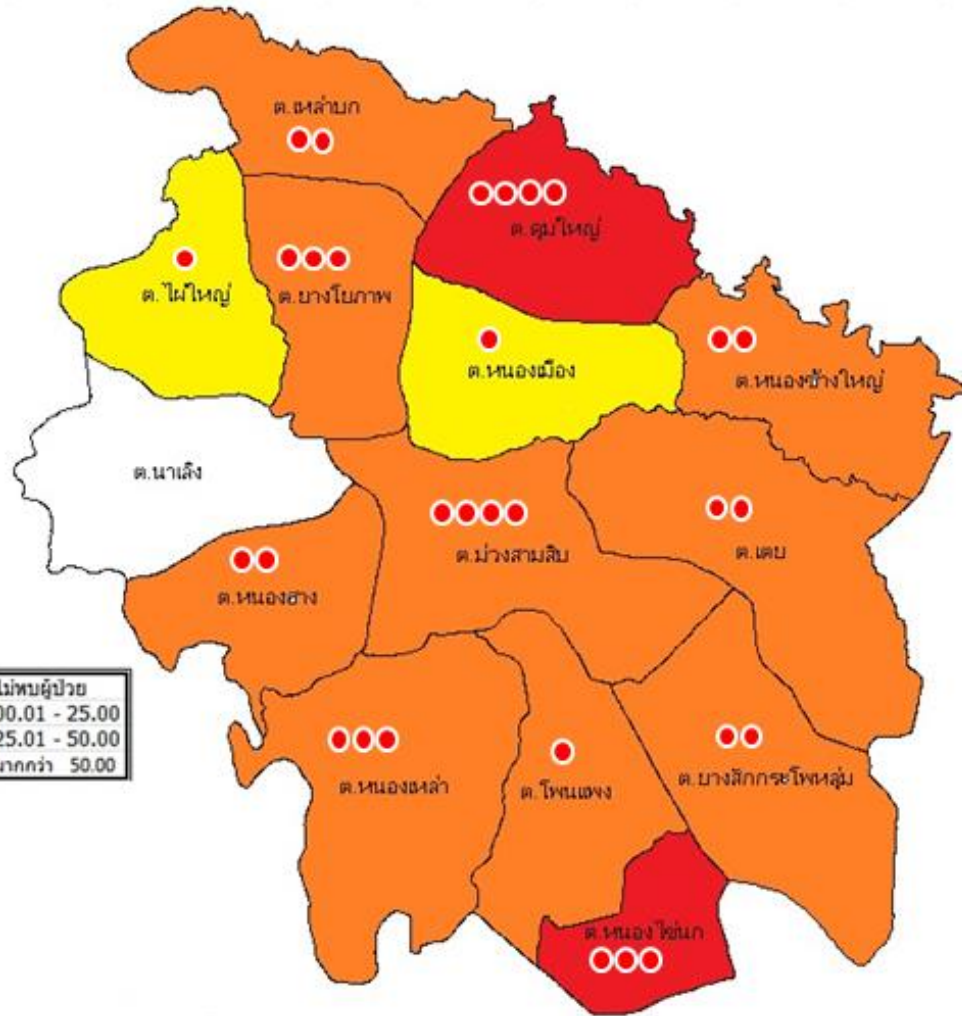 ต.เหล่าบก
ต.ดุมใหญ่
ต.ไผ่ใหญ่
ต.ยางโยภาพ
ต.หนองเมือง
ต.หนองช้างใหญ่
ต.นาเลิง
ต.ม่วงสามสิบ
ต.เตย
ต.หนองฮาง
ไม่พบผู้ป่วย
00.01 - 25.00
25.01 - 50.00
มากกว่า 50.00
ต.หนองเหล่า
ต.โพนแพง
ต.ยางสักกระโพหลุ่ม
ต.หนองไข่นก